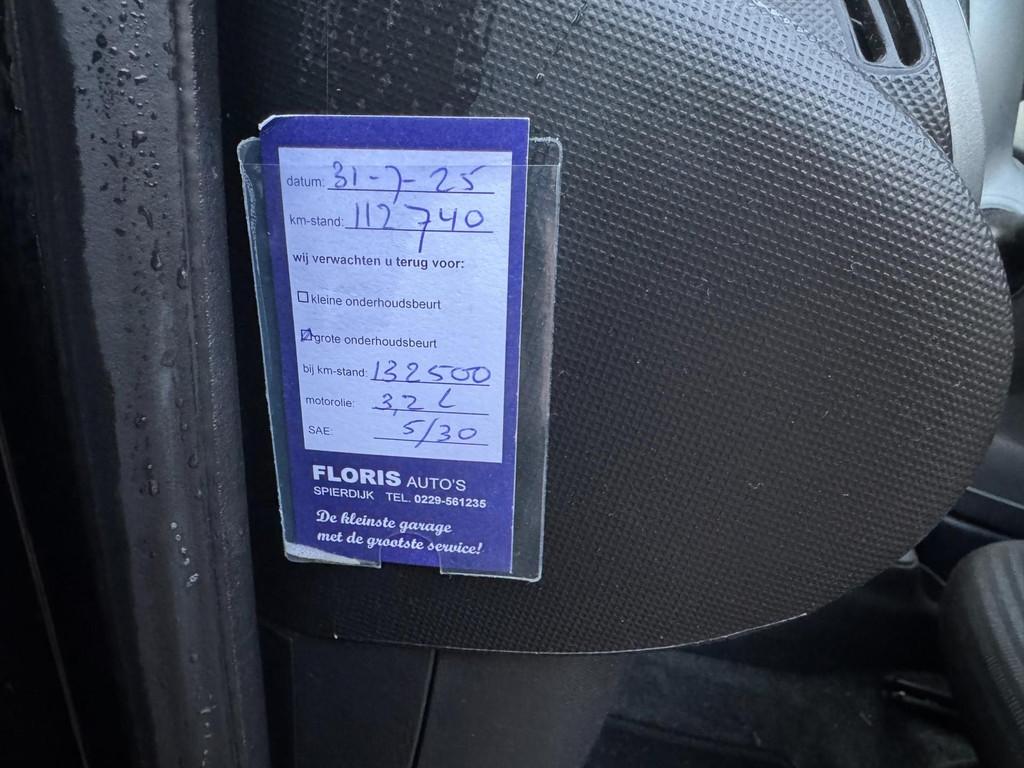 datum: 31-7-25
km-stand: 112740
wij verwachten u terug voor:
kleine onderhoudsbeurt
grote onderhoudsbeurt
bij km-stand: 132500
motorolie: 3,2 L
SAE: 5/30
FLORIS AUTO'S
SPIERDIJK TEL. 0229-561235
De kleinste garage
met de grootste service!